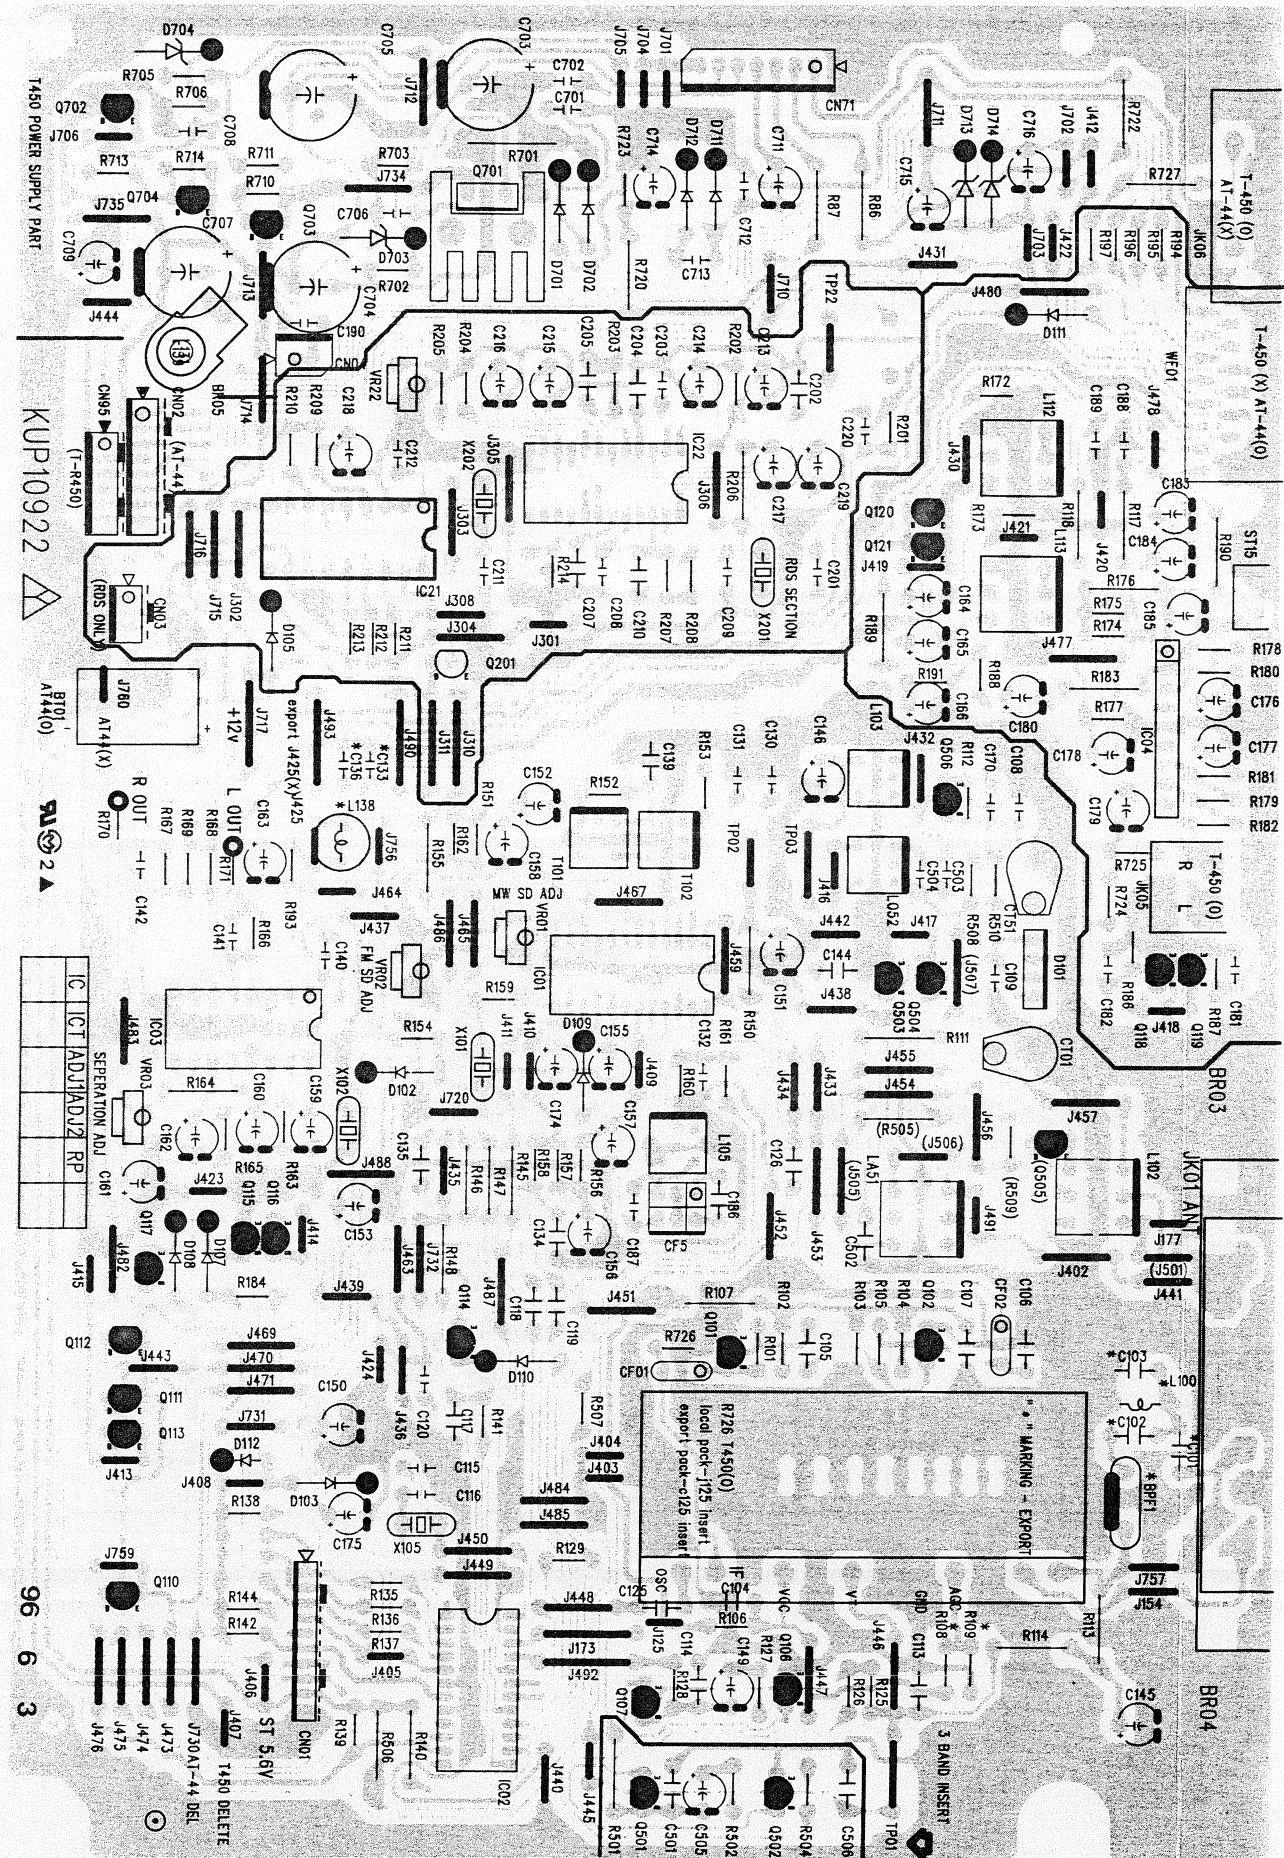 D704
C705
C703
J705
J704
J701
R705
R706
J712
C702
C701
CN71
Q702
J706
C708
J711
D713
D714
C716
J702
J412
R722
T450 POWER SUPPLY PART
R713
R714
R711
R703
R701
R723
C714
D712
D711
C711
C715
R727
T-450 (O)
AT-44(X)
R710
J734
Q701
Q704
J735
C707
Q703
C706
R87
R86
C709
D703
R702
D701
D702
R720
C713
C712
J710
TP22
J431
J703
J422
R197
R196
R195
R194
JK06
J444
J713
C704
C190
J480
D111
T-450 (X) AT-44(O)
WF01
CN04
VR22
R205
R204
C216
C215
C205
R203
C204
C203
C214
R202
C213
C202
CN05
CN02
(AT-44)
BR05
J714
R210
R209
C218
C212
X202
J305
IC22
J306
R206
C217
C219
C220
R201
J430
R172
L112
C189
C188
J478
KUP10922
(T-R450)
J303
Q120
Q121
J419
R173
J421
R118
L113
J420
R117
C184
C183
R190
ST15
J716
J715
J302
IC21
C211
R214
C207
C208
C210
R207
R208
C209
X201
RDS SECTION
C201
R176
R175
R174
C185
CN03
(RDS ONLY)
D105
J308
J304
J301
R213
R212
R211
Q201
R189
C164
C165
R191
C166
R188
C180
J477
R183
R177
R178
R180
C176
BT01
AT44(O)
J760
AT44(X)
+12v
J717
export J425(X)
J493
*C136
*C133
J490
J311
J310
L103
J432
C178
IC04
C177
R181
R179
R182
R OUT
R170
R167
R169
R168
L OUT
R171
C163
J425
*L138
J756
R151
C152
R152
C139
R153
C131
C130
C146
Q506
R112
C170
C108
C179
2
C142
C141
R166
R193
J464
J437
R155
R162
C158
T101
T102
TP02
TP03
J416
C504
C503
L052
CT51
R725
R724
JK05
R
L
T-450 (O)
MW SD ADJ
J467
J486
J465
VR01
J442
J417
R508
(J507)
R510
C140
FM SD ADJ
VR02
IC01
J459
C151
C144
J438
Q503
Q504
C109
D101
C182
R186
Q118
J418
Q119
R187
C181
IC
ICT
ADJ1
ADJ2
RP
J483
IC03
R159
R154
X101
J411
J410
D109
C155
C132
R161
R150
R111
CT01
SEPERATION ADJ
VR03
R164
C160
C159
X102
D102
J720
C174
C157
J409
R160
J434
J433
J455
J454
J456
J457
BR03
C162
C161
R165
R163
J488
C135
J435
R146
R147
R145
R158
R157
R156
L105
C126
(R505)
(J505)
LA51
(J506)
(R509)
(Q505)
L102
JK01 ANT
J423
Q117
Q115
Q116
J414
C153
J463
J732
R148
C134
C156
C187
C186
CF5
J452
J453
C502
J491
J177
J402
(J501)
J441
J415
J482
D108
D107
R184
J439
Q114
J487
C118
C119
J451
R107
R102
R103
R105
R104
Q102
C107
CF02
C106
Q112
J443
J469
J470
J471
J424
D110
R726
CF01
Q101
R101
C105
*C103
*L100
Q111
Q113
J413
J731
C150
J436
C120
C117
R141
R507
J404
J403
R726 T450(O)
local pack-j125 insert
export pack-c125 insert
" * " MARKING - EXPORT
*C102
*C101
*BPF1
D112
J408
R138
D103
C175
C115
C116
X105
J484
J485
J450
J449
R129
J759
Q110
R144
R142
R135
R136
R137
J405
J448
J173
J492
OSC
C125
J125
IF
C104
R106
VCC
VT
GND
AGC
J757
J154
C114
R128
C149
R127
Q106
J447
R126
R125
J446
C113
R108
*
R109
*
R114
R113
96 6 3
J476
J475
J474
J473
J730
AT-44 DEL
J407
T450 DELETE
J406
ST 5.6V
CN01
R139
R506
R140
IC02
J440
J445
Q107
R501
Q501
C501
C505
R502
Q502
R504
C506
TP01
3 BAND INSERT
C145
BR04